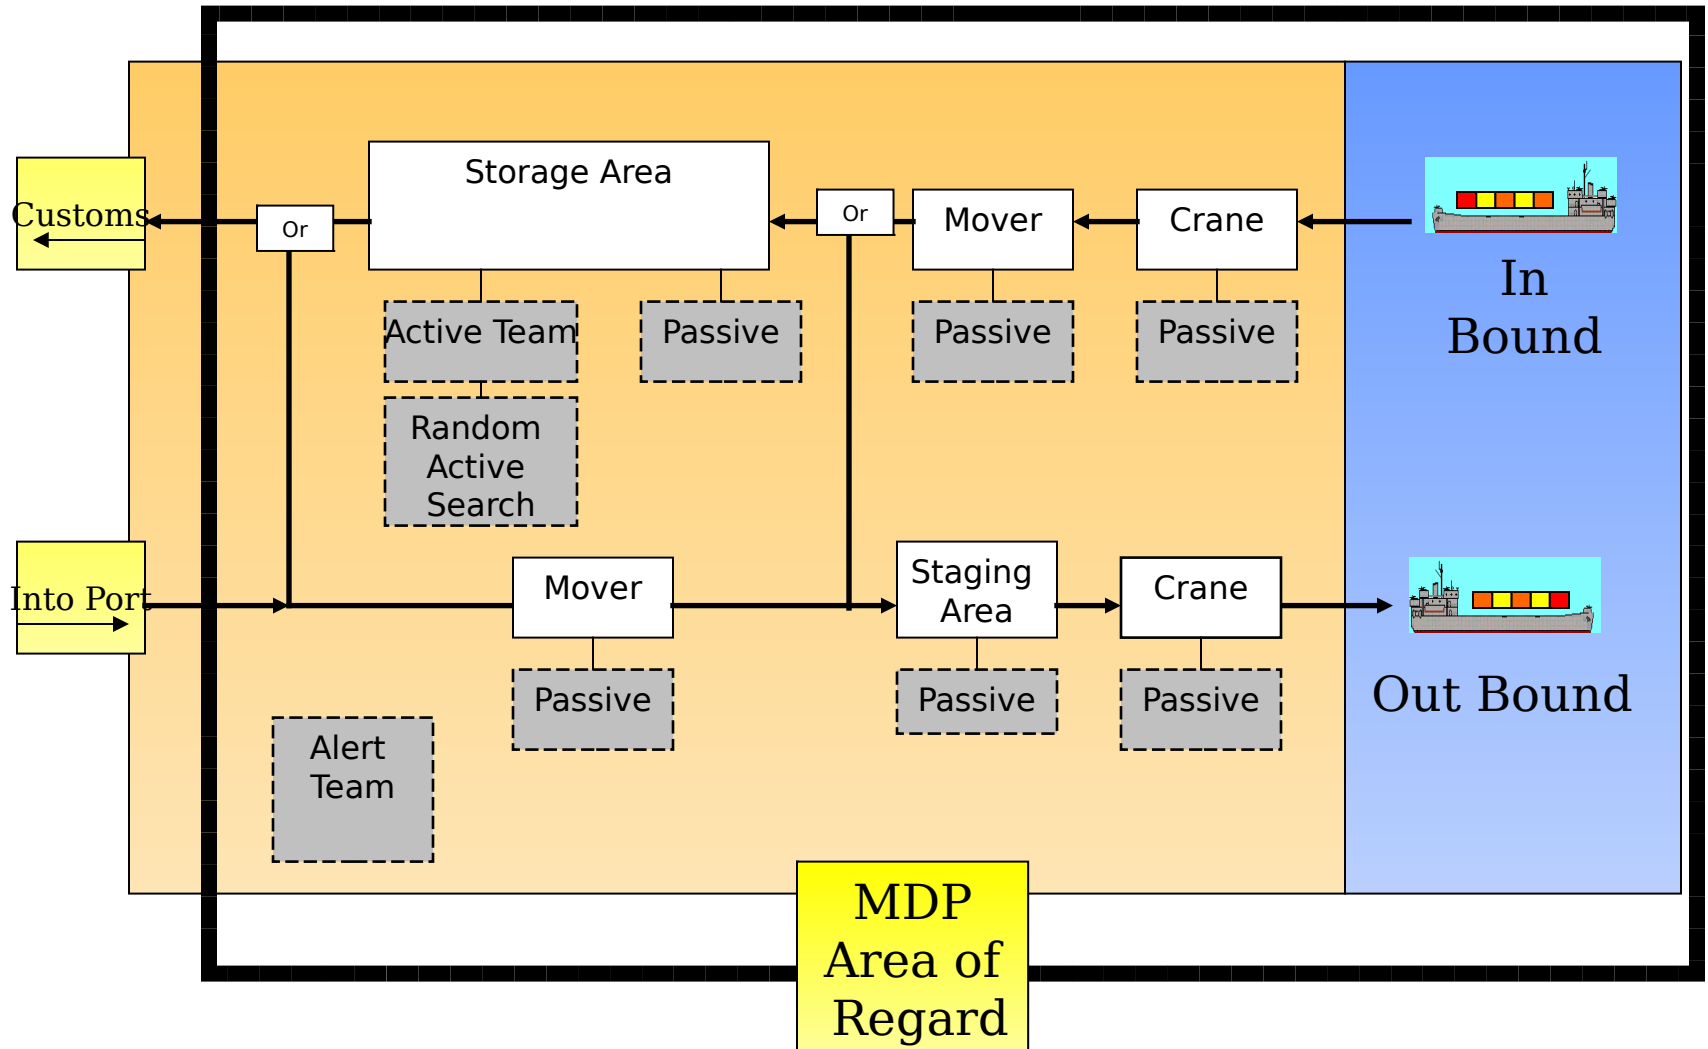 Storage Area
Customs
Or
Or
Mover
Crane
In
Bound
Active Team
Passive
Passive
Passive
Random
Active
Search
Into Port
Mover
Staging
Area
Crane
Out Bound
Passive
Passive
Passive
Alert
Team
MDP
Area of
Regard